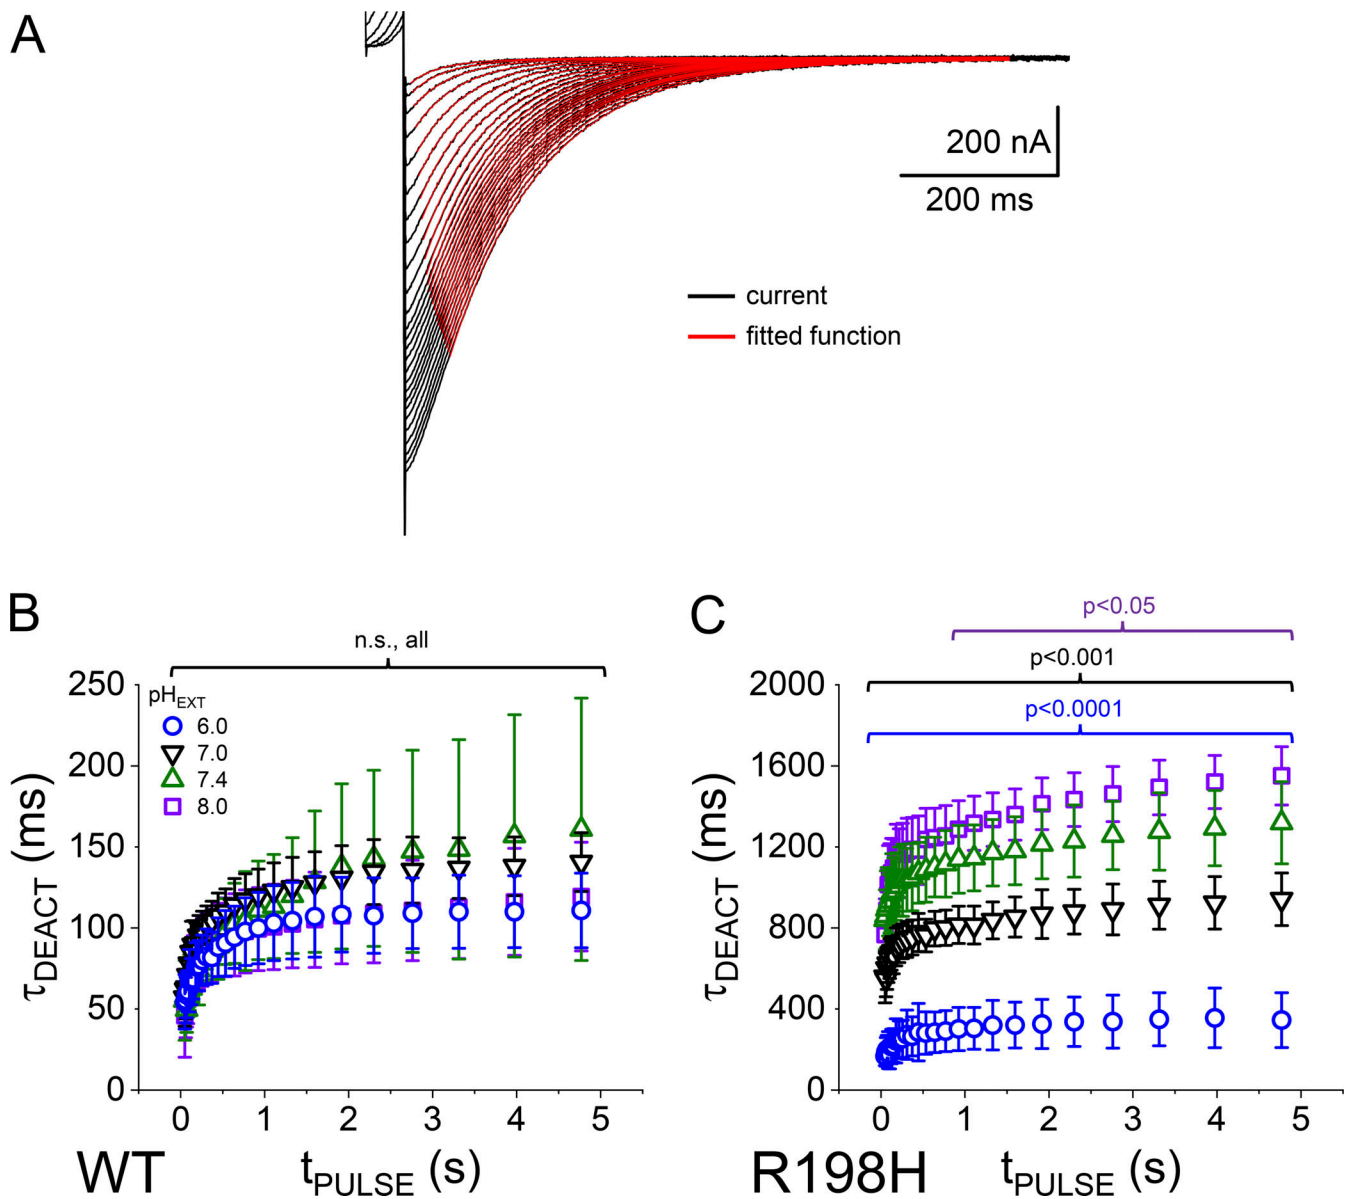 A
200 nA
200 ms
current
fitted function
B
n.s., all
250
200
150
100
50
0
pHEXT
6.0
7.0
7.4
8.0
τDEACT (ms)
0 1 2 3 4 5
WT
tPULSE (s)
C
p<0.05
p<0.001
p<0.0001
2000
1600
1200
800
400
0
τDEACT (ms)
0 1 2 3 4 5
R198H
tPULSE (s)